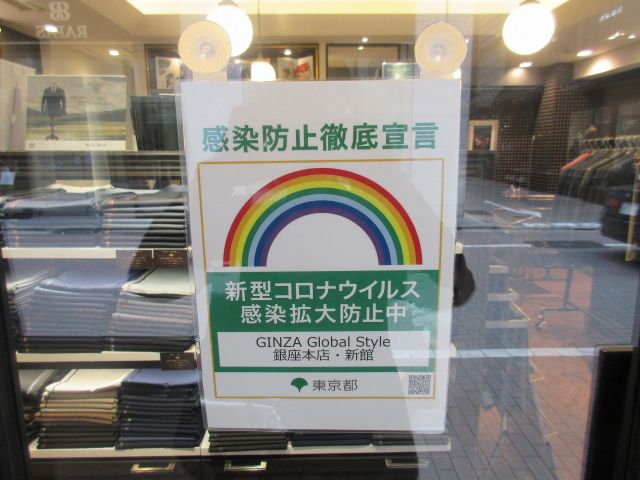 感染防止徹底宣言
新型コロナウイルス
感染拡大防止中
GINZA Global Style
銀座本店・新館
東京都